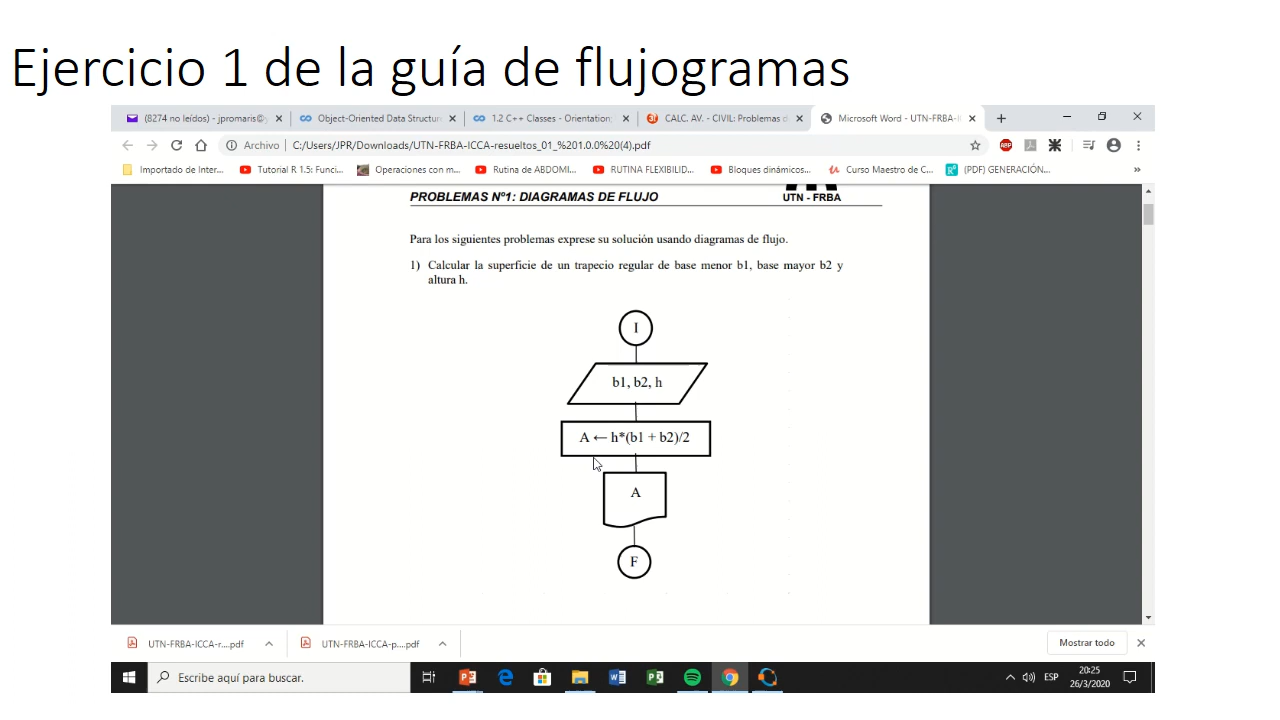 Ejercicio 1 de la guía de flujogramas
(8274 no leídos) - jpromaris@
Object-Oriented Data Structur
1.2 C++ Classes - Orientation;
CALC. AV. - CIVIL: Problemas d
Microsoft Word - UTN-FRBA-I
Archivo
C:/Users/JPR/Downloads/UTN-FRBA-ICCA-resueltos_01_%201.0.0%20(4).pdf
ABP
Importado de Inter...
Tutorial R 1.5: Funci...
Operaciones con m...
Rutina de ABDOMI...
RUTINA FLEXIBILID...
Bloques dinámicos...
Curso Maestro de C...
(PDF) GENERACIÓN...
»
PROBLEMAS Nº1: DIAGRAMAS DE FLUJO
UTN - FRBA
Para los siguientes problemas exprese su solución usando diagramas de flujo.
1) Calcular la superficie de un trapecio regular de base menor b1, base mayor b2 y
altura h.
I
b1, b2, h
A ← h*(b1 + b2)/2
A
F
UTN-FRBA-ICCA-r....pdf
UTN-FRBA-ICCA-p....pdf
Mostrar todo
Escribe aquí para buscar.
ESP
20:25
26/3/2020